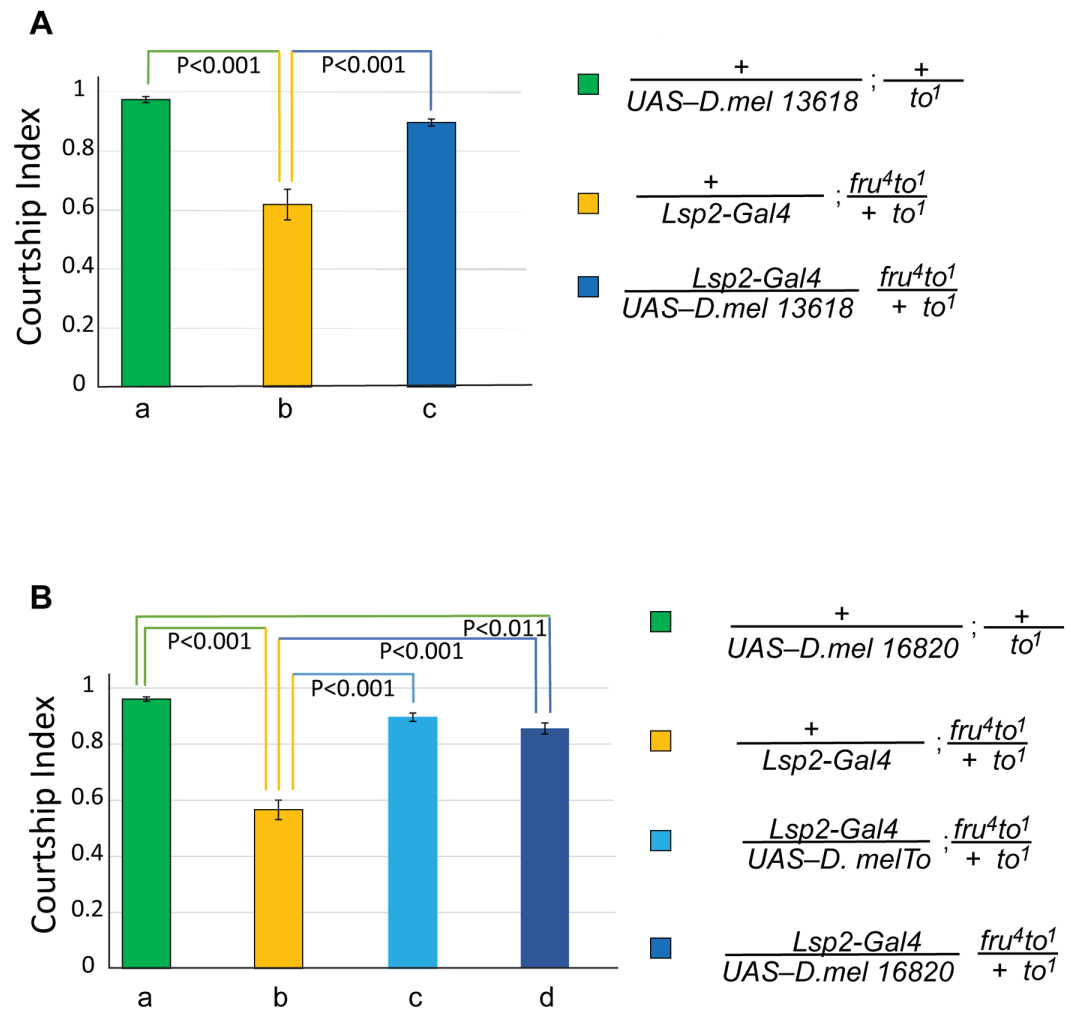 A
P<0.001 P<0.001
Courtship Index
1
0.8
0.6
0.4
0.2
0
a b c
+ ; +
UAS–D.mel 13618 to¹
+ ; fru⁴to¹
Lsp2-Gal4 + to¹
Lsp2-Gal4 fru⁴to¹
UAS–D.mel 13618 + to¹
B
P<0.011
P<0.001
P<0.001
P<0.001
Courtship Index
1
0.8
0.6
0.4
0.2
0
a b c d
+ ; +
UAS–D.mel 16820 to¹
+ ; fru⁴to¹
Lsp2-Gal4 + to¹
Lsp2-Gal4 ; fru⁴to¹
UAS–D. melTo + to¹
Lsp2-Gal4 fru⁴to¹
UAS–D.mel 16820 + to¹